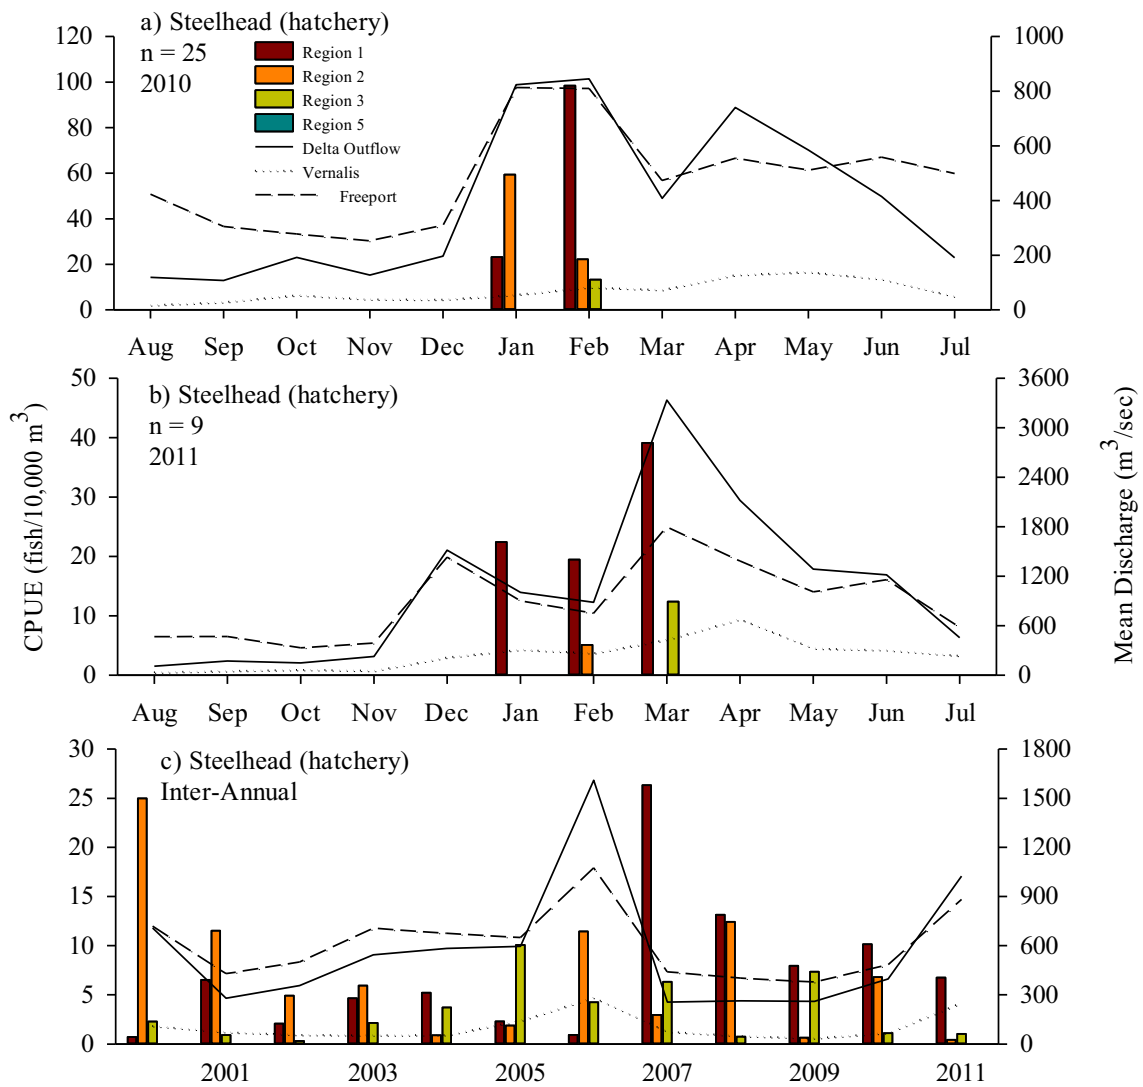 a) Steelhead (hatchery)
n = 25
2010
Region 1
Region 2
Region 3
Region 5
Delta Outflow
Vernalis
Freeport
120
100
80
60
40
20
0
1000
800
600
400
200
0
Aug Sep Oct Nov Dec Jan Feb Mar Apr May Jun Jul
b) Steelhead (hatchery)
n = 9
2011
50
40
30
20
10
0
3600
3000
2400
1800
1200
600
0
CPUE (fish/10,000 m³)
Mean Discharge (m³/sec)
Aug Sep Oct Nov Dec Jan Feb Mar Apr May Jun Jul
c) Steelhead (hatchery)
Inter-Annual
30
25
20
15
10
5
0
1800
1500
1200
900
600
300
0
2001 2003 2005 2007 2009 2011